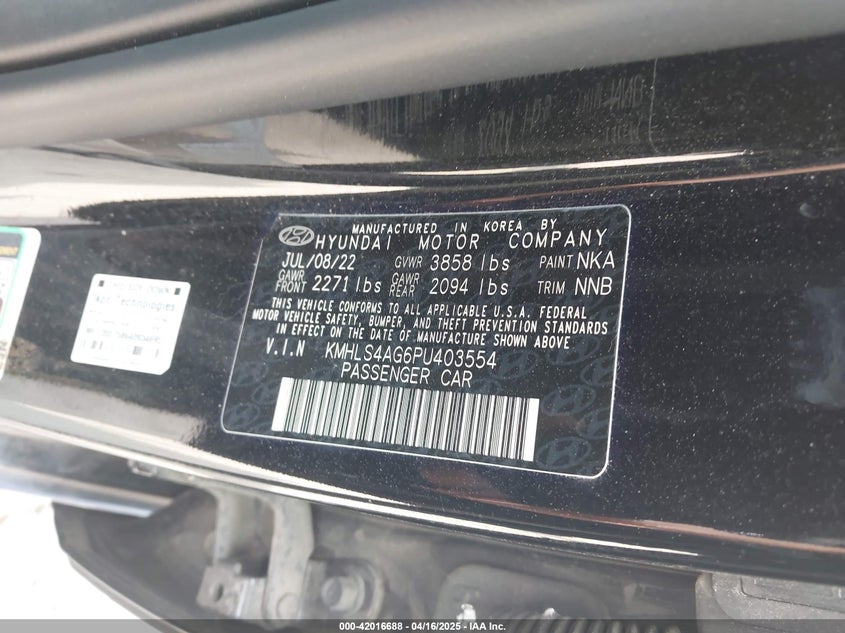 MANUFACTURED IN KOREA BY
HYUNDAI MOTOR COMPANY
JUL/08/22 GVWR 3858 lbs PAINT NKA
GAWR FRONT 2271 lbs GAWR REAR 2094 lbs TRIM NNB
THIS VEHICLE CONFORMS TO ALL APPLICABLE U.S.A. FEDERAL
MOTOR VEHICLE SAFETY, BUMPER, AND THEFT PREVENTION STANDARDS
IN EFFECT ON THE DATE OF MANUFACTURE SHOWN ABOVE.
V.I.N KMHLS4AG6PU403554
PASSENGER CAR
Technologies
000-42016688 - 04/16/2025 - IAA Inc.